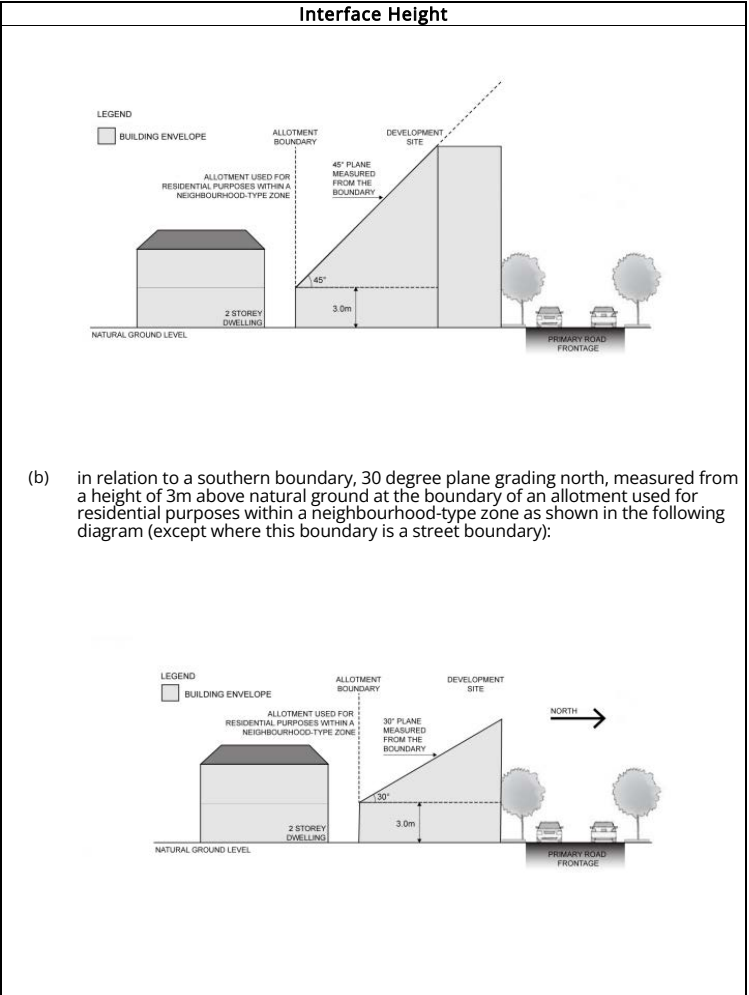 Interface Height
LEGEND
BUILDING ENVELOPE
ALLOTMENT
BOUNDARY
DEVELOPMENT
SITE
ALLOTMENT USED FOR
RESIDENTIAL PURPOSES WITHIN A
NEIGHBOURHOOD-TYPE ZONE
45° PLANE
MEASURED
FROM THE
BOUNDARY
45°
3.0m
2 STOREY
DWELLING
NATURAL GROUND LEVEL
PRIMARY ROAD
FRONTAGE
(b) in relation to a southern boundary, 30 degree plane grading north, measured from
a height of 3m above natural ground at the boundary of an allotment used for
residential purposes within a neighbourhood-type zone as shown in the following
diagram (except where this boundary is a street boundary):
LEGEND
BUILDING ENVELOPE
ALLOTMENT
BOUNDARY
DEVELOPMENT
SITE
ALLOTMENT USED FOR
RESIDENTIAL PURPOSES WITHIN A
NEIGHBOURHOOD-TYPE ZONE
30° PLANE
MEASURED
FROM THE
BOUNDARY
NORTH
30°
3.0m
2 STOREY
DWELLING
NATURAL GROUND LEVEL
PRIMARY ROAD
FRONTAGE